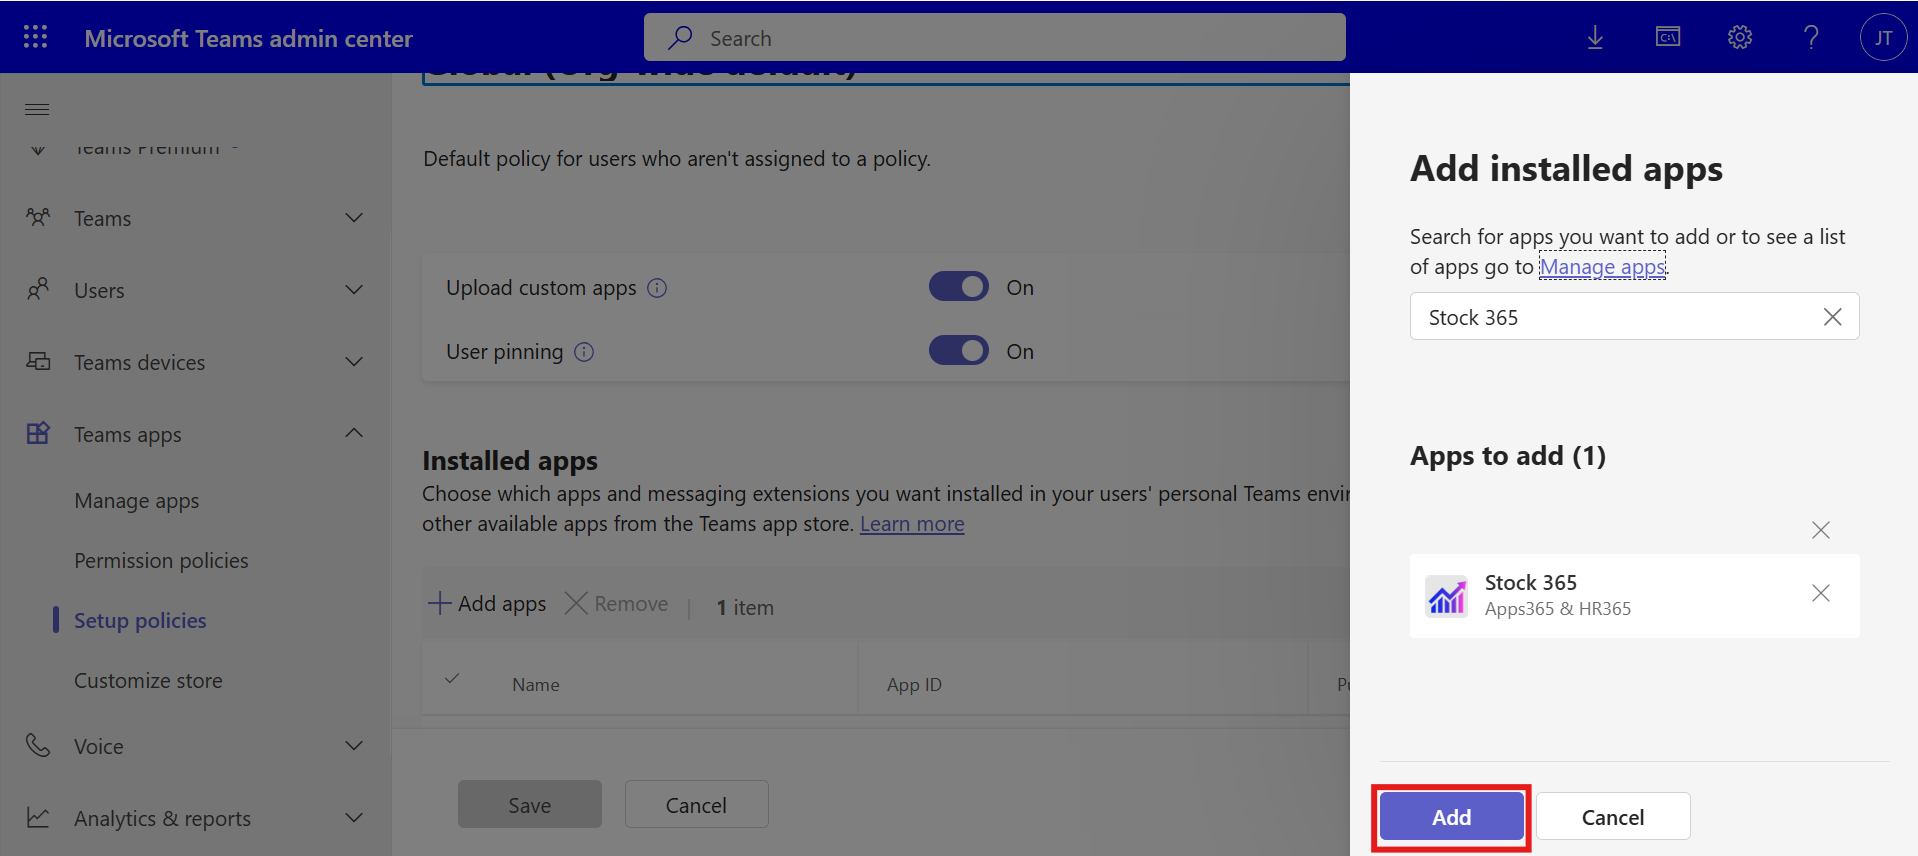 Microsoft Teams admin center
Search
JT
Teams Premium
Teams
Users
Teams devices
Teams apps
Manage apps
Permission policies
Setup policies
Customize store
Voice
Analytics & reports
Global (Org-wide default)
Default policy for users who aren't assigned to a policy.
Upload custom apps
On
User pinning
On
Installed apps
Choose which apps and messaging extensions you want installed in your users' personal Teams
other available apps from the Teams app store. Learn more
Add apps
Remove
1 item
Name
App ID
Save
Cancel
Add installed apps
Search for apps you want to add or to see a list
of apps go to Manage apps.
Stock 365
Apps to add (1)
Stock 365
Apps365 & HR365
Add
Cancel